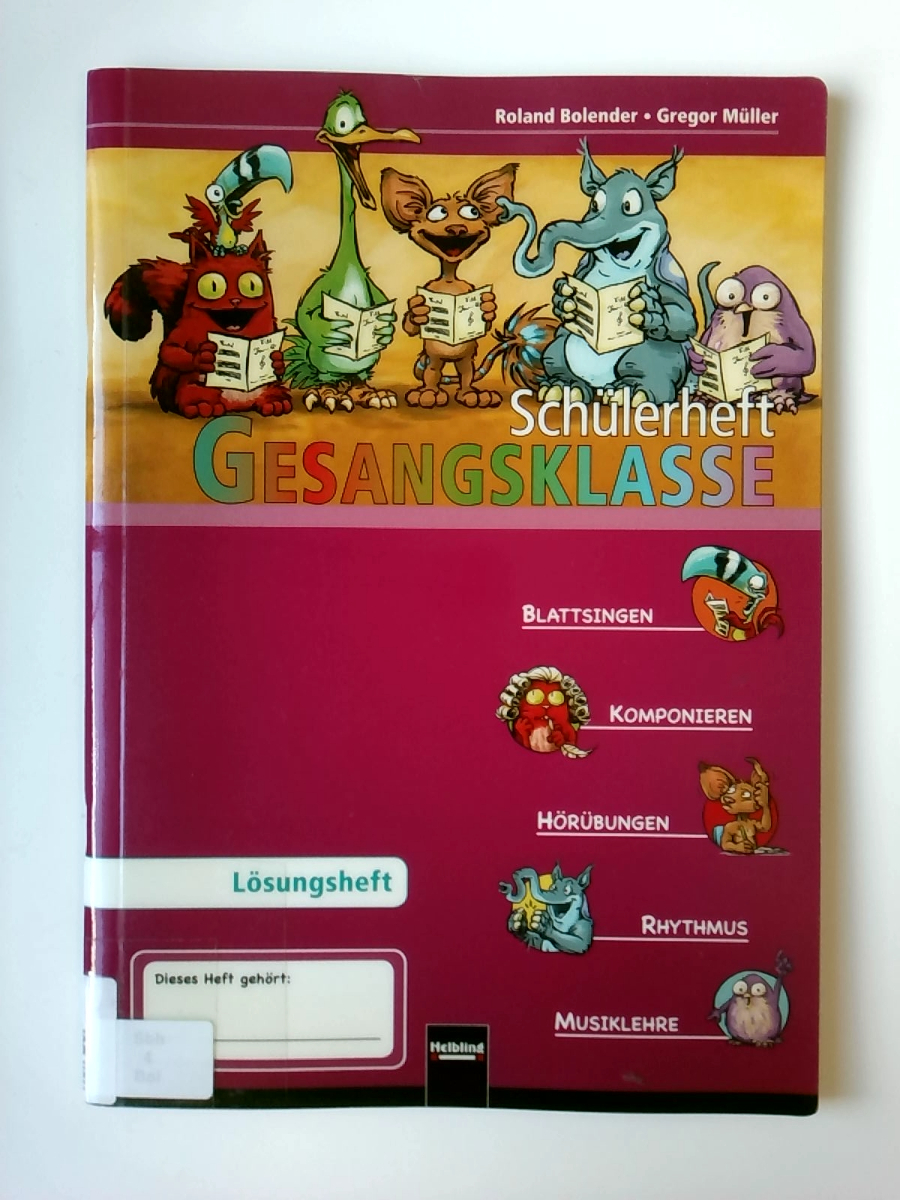 Roland Bolender • Gregor Müller
Schülerheft
GESANGSKLASSE
BLATTSINGEN
KOMPONIEREN
HÖRÜBUNGEN
Lösungsheft
RHYTHMUS
Dieses Heft gehört:
MUSIKLEHRE
Helbling